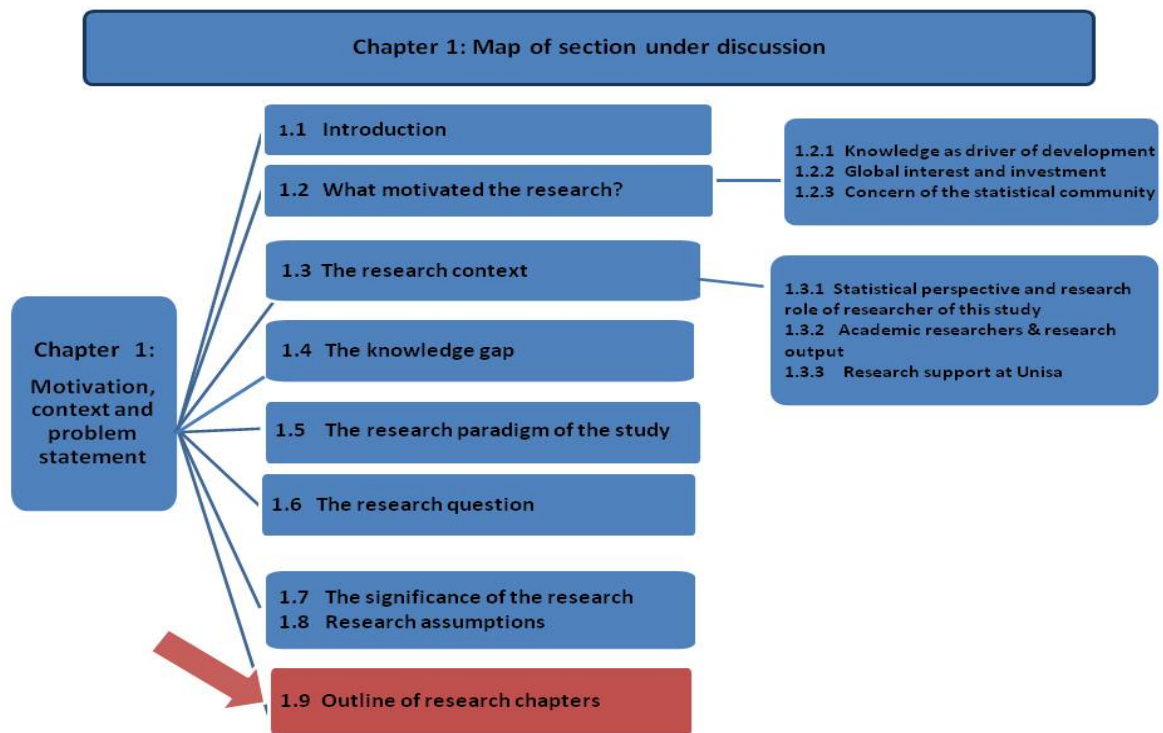 Chapter 1: Map of section under discussion
Chapter 1:
Motivation,
context and
problem
statement
1.1 Introduction
1.2 What motivated the research?
1.2.1 Knowledge as driver of development
1.2.2 Global interest and investment
1.2.3 Concern of the statistical community
1.3 The research context
1.3.1 Statistical perspective and research
role of researcher of this study
1.3.2 Academic researchers & research
output
1.3.3 Research support at Unisa
1.4 The knowledge gap
1.5 The research paradigm of the study
1.6 The research question
1.7 The significance of the research
1.8 Research assumptions
1.9 Outline of research chapters